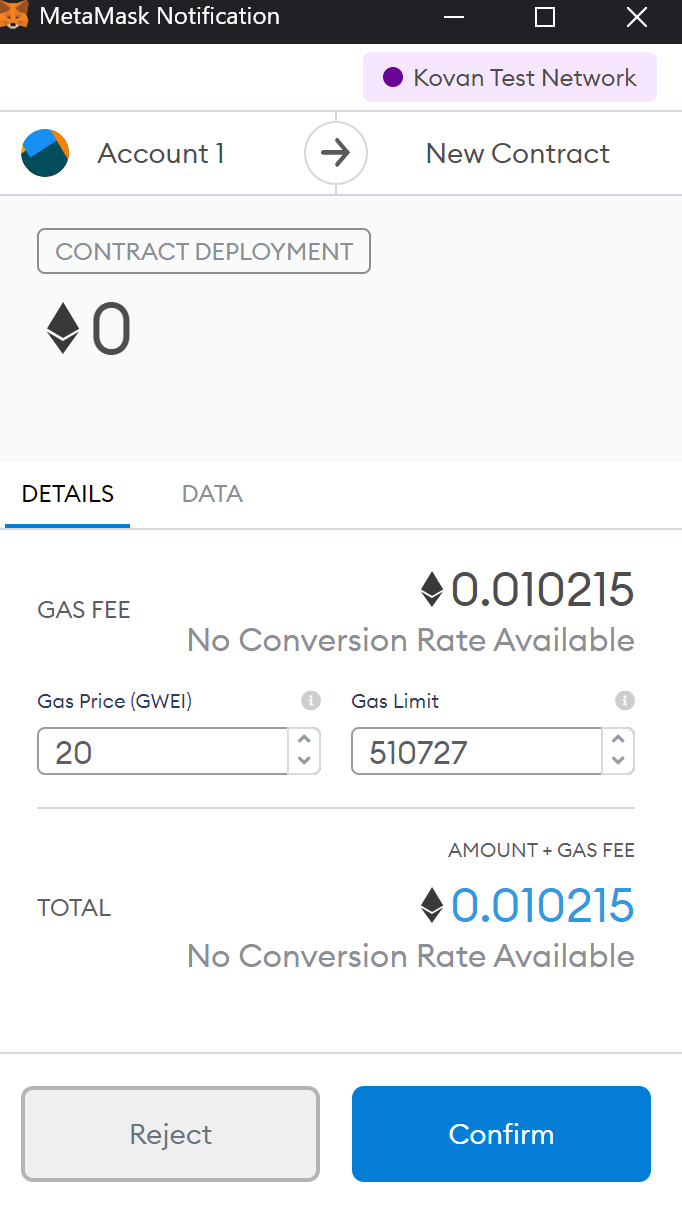 MetaMask Notification
Kovan Test Network
Account 1
New Contract
CONTRACT DEPLOYMENT
0
DETAILS
DATA
GAS FEE
0.010215
No Conversion Rate Available
Gas Price (GWEI)
Gas Limit
20
510727
AMOUNT + GAS FEE
TOTAL
0.010215
No Conversion Rate Available
Reject
Confirm